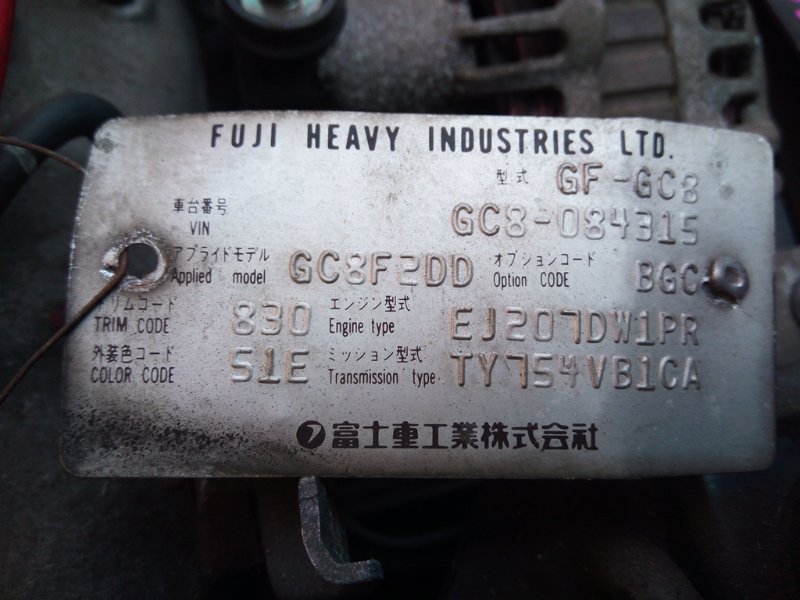 FUJI HEAVY INDUSTRIES LTD.
型式 GF-GC8
車台番号 VIN GC8-084315
アプライドモデル Applied model GC8F2DD オプションコード Option CODE BGC
トリムコード TRIM CODE 830 エンジン型式 Engine type EJ207DW1PR
外装色コード COLOR CODE 51E ミッション型式 Transmission type TY754VB1CA
富士重工業株式会社